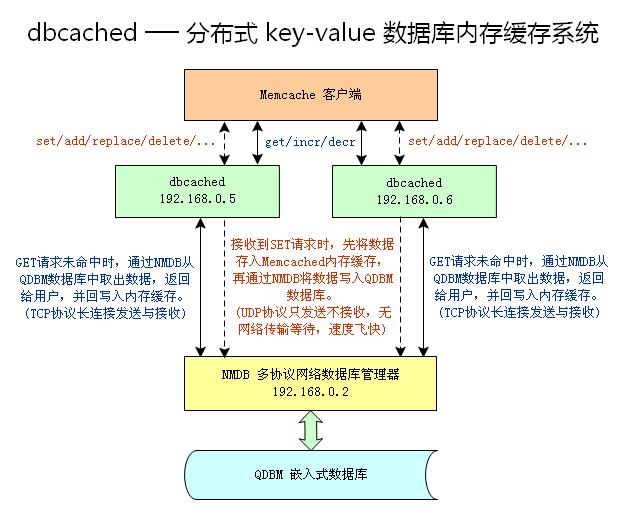 dbcached —— 分布式 key-value 数据库内存缓存系统
Memcache 客户端
set/add/replace/delete/...
get/incr/decr
set/add/replace/delete/...
dbcached
192.168.0.5
dbcached
192.168.0.6
GET请求未命中时，通过NMDB从
QDBM数据库中取出数据，返回
给用户，并回写入内存缓存。
(TCP协议长连接发送与接收)
接收到SET请求时，先将数据
存入Memcached内存缓存，
再通过NMDB将数据写入QDBM
数据库。
(UDP协议只发送不接收，无
网络传输等待，速度飞快)
GET请求未命中时，通过NMDB从
QDBM数据库中取出数据，返回
给用户，并回写入内存缓存。
(TCP协议长连接发送与接收)
NMDB 多协议网络数据库管理器
192.168.0.2
QDBM 嵌入式数据库